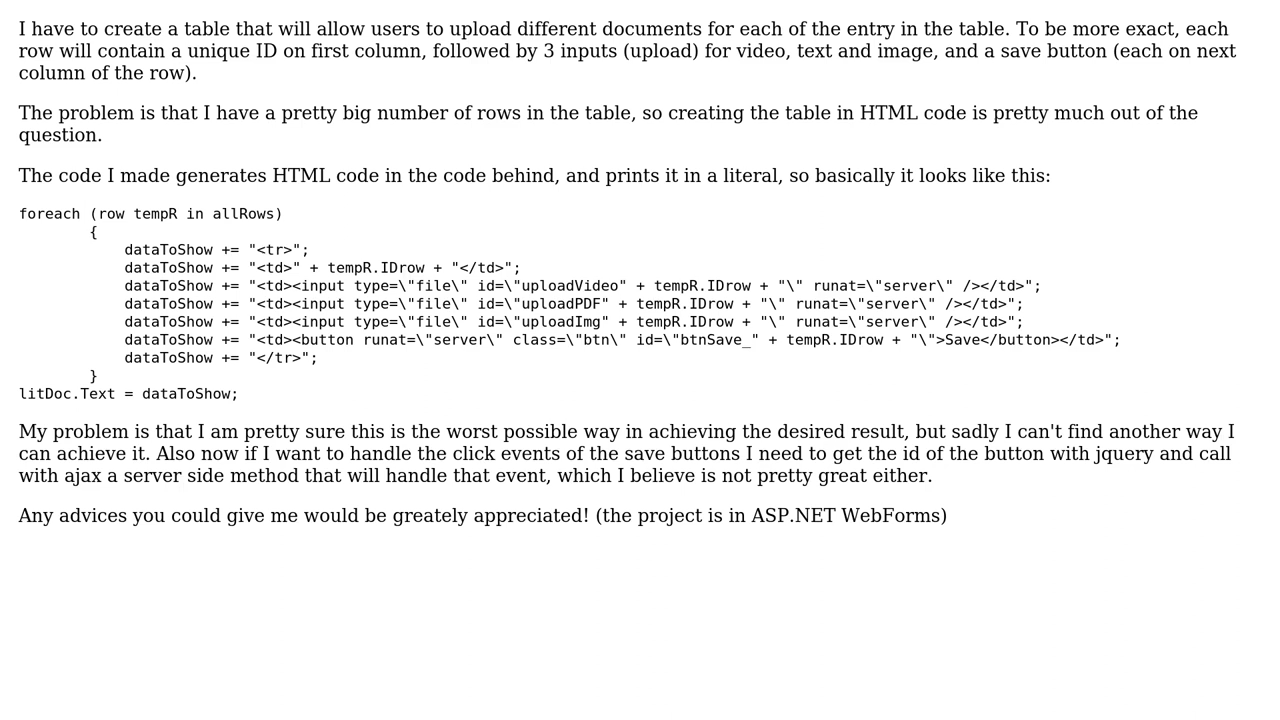 I have to create a table that will allow users to upload different documents for each of the entry in the table. To be more exact, each
row will contain a unique ID on first column, followed by 3 inputs (upload) for video, text and image, and a save button (each on next
column of the row).
The problem is that I have a pretty big number of rows in the table, so creating the table in HTML code is pretty much out of the
question.
The code I made generates HTML code in the code behind, and prints it in a literal, so basically it looks like this:
foreach (row tempR in allRows)
        {
            dataToShow += "<tr>";
            dataToShow += "<td>" + tempR.IDrow + "</td>";
            dataToShow += "<td><input type=\"file\" id=\"uploadVideo" + tempR.IDrow + "\" runat=\"server\" /></td>";
            dataToShow += "<td><input type=\"file\" id=\"uploadPDF" + tempR.IDrow + "\" runat=\"server\" /></td>";
            dataToShow += "<td><input type=\"file\" id=\"uploadImg" + tempR.IDrow + "\" runat=\"server\" /></td>";
            dataToShow += "<td><button runat=\"server\" class=\"btn\" id=\"btnSave_" + tempR.IDrow + "\">Save</button></td>";
            dataToShow += "</tr>";
        }
litDoc.Text = dataToShow;
My problem is that I am pretty sure this is the worst possible way in achieving the desired result, but sadly I can't find another way I
can achieve it. Also now if I want to handle the click events of the save buttons I need to get the id of the button with jquery and call
with ajax a server side method that will handle that event, which I believe is not pretty great either.
Any advices you could give me would be greately appreciated! (the project is in ASP.NET WebForms)